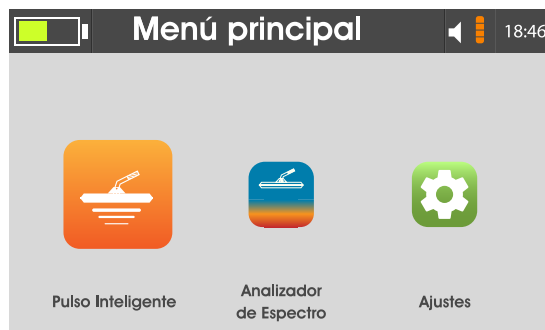 Menú principal
18:46
Pulso Inteligente
Analizador
de Espectro
Ajustes